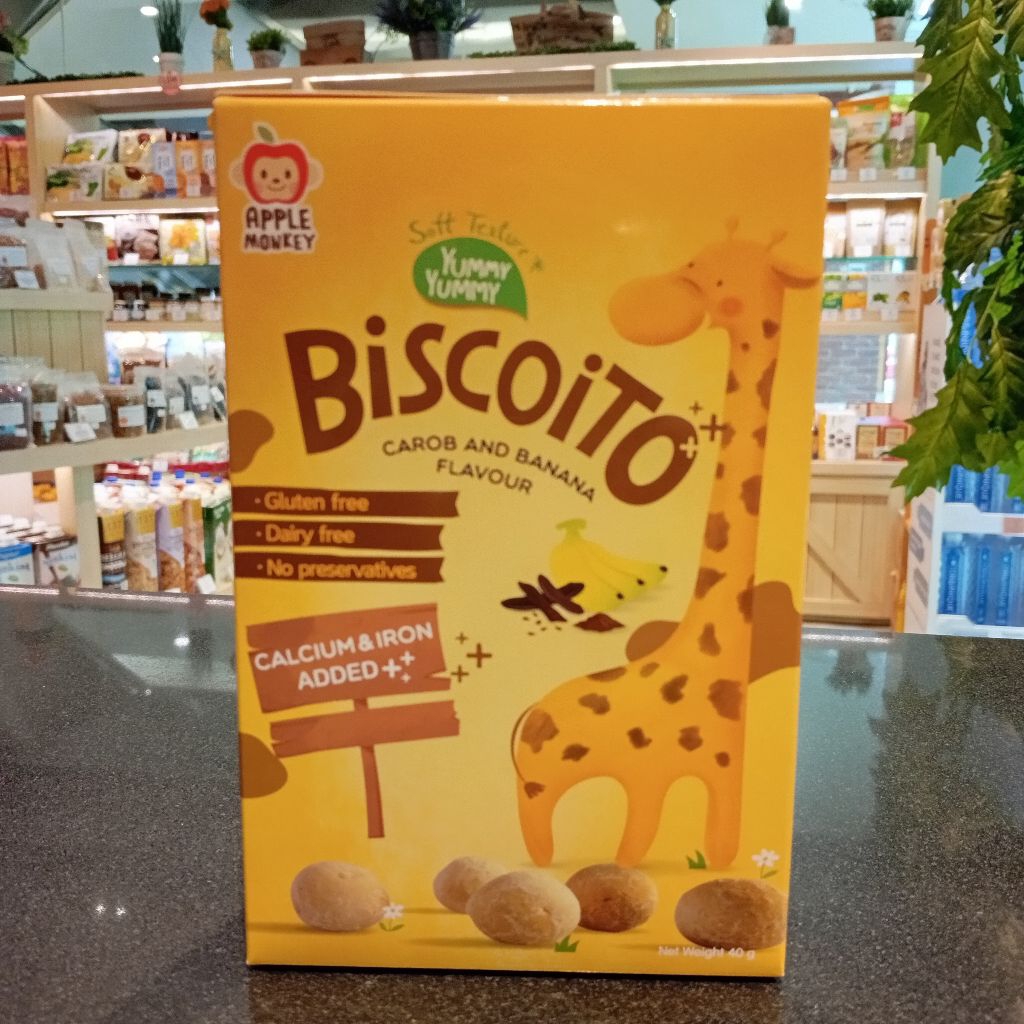 APPLE
MONKEY
Soft Texture
YUMMY
YUMMY
BiSCOiTO
CAROB AND BANANA
FLAVOUR
· Gluten free
· Dairy free
· No preservatives
CALCIUM & IRON
ADDED ++
Net Weight 40 g